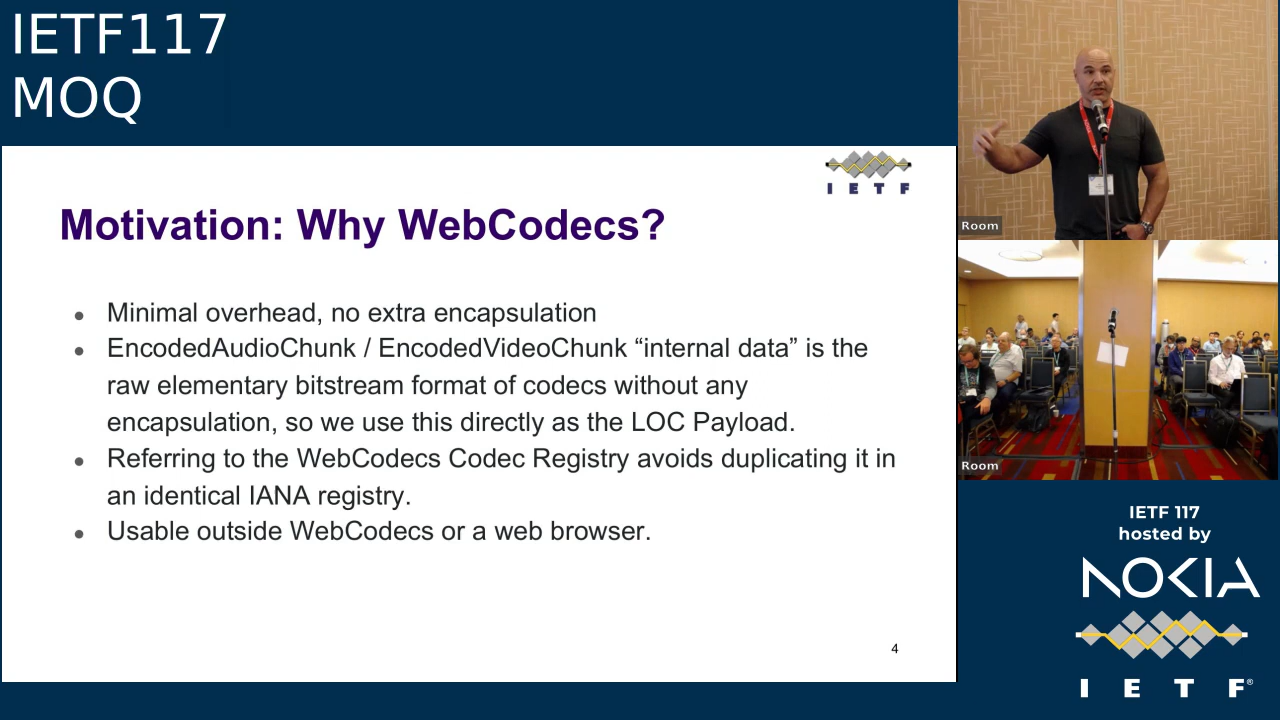 IETF117
MOQ
I E T F
Motivation: Why WebCodecs?
● Minimal overhead, no extra encapsulation
● EncodedAudioChunk / EncodedVideoChunk “internal data” is the
raw elementary bitstream format of codecs without any
encapsulation, so we use this directly as the LOC Payload.
● Referring to the WebCodecs Codec Registry avoids duplicating it in
an identical IANA registry.
● Usable outside WebCodecs or a web browser.
4
Room
Room
IETF 117
hosted by
NOKIA
I E T F®